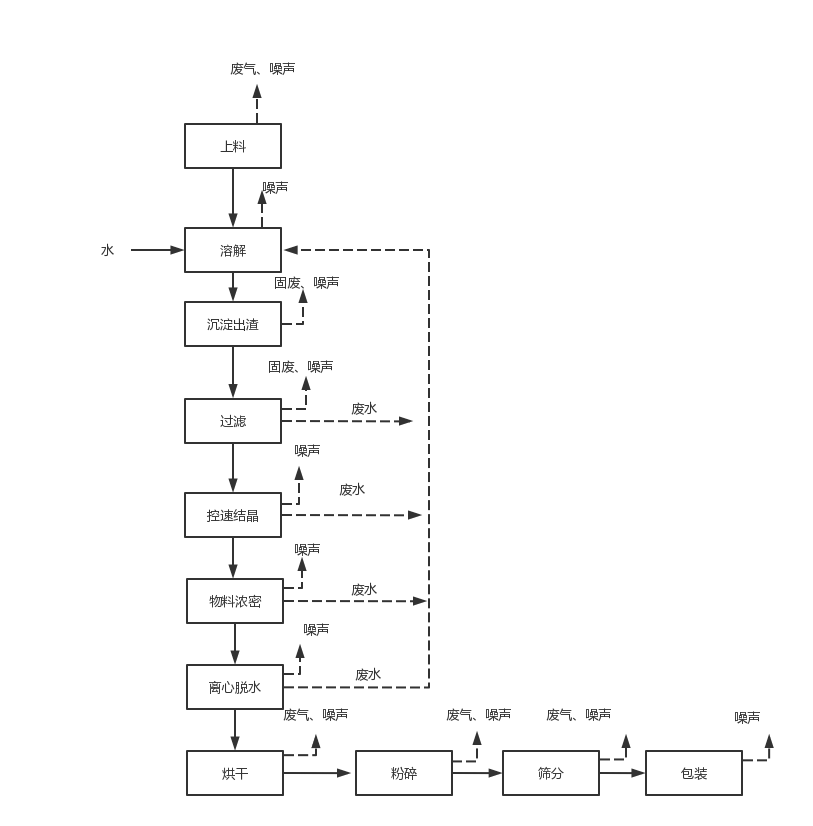 废气、噪声
上料
噪声
水
溶解
固废、噪声
沉淀出渣
固废、噪声
废水
过滤
噪声
废水
控速结晶
噪声
废水
物料浓密
噪声
废水
离心脱水
废气、噪声
废气、噪声
废气、噪声
噪声
烘干
粉碎
筛分
包装